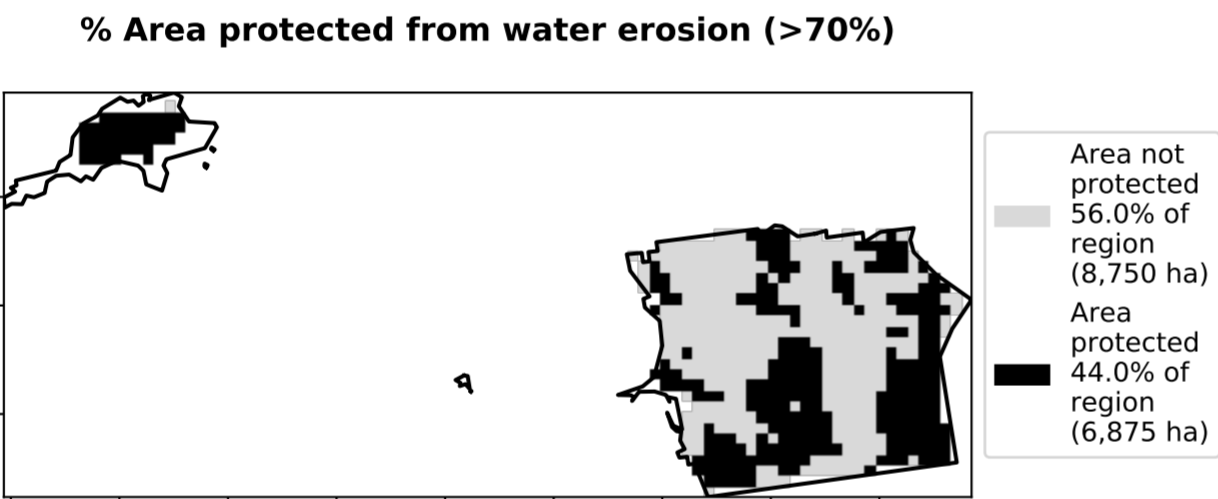 % Area protected from water erosion (>70%)
Area not
protected
56.0% of
region
(8,750 ha)
Area
protected
44.0% of
region
(6,875 ha)